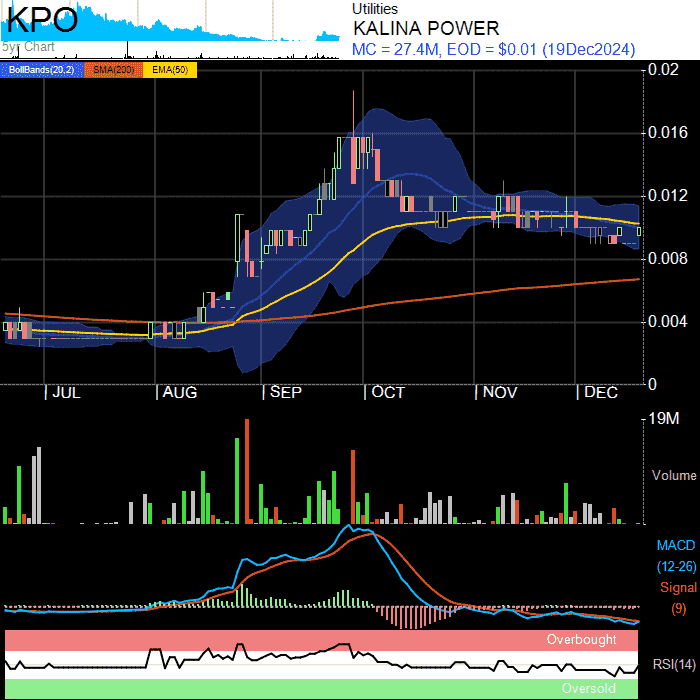 KPO
5yr Chart
Utilities
KALINA POWER
MC = 27.4M, EOD = $0.01 (19Dec2024)
BollBands(20,2) SMA(200) EMA(50)
0.02
0.016
0.012
0.008
0.004
0
JUL AUG SEP OCT NOV DEC
19M
Volume
MACD
(12-26)
Signal
(9)
Overbought
RSI(14)
Oversold